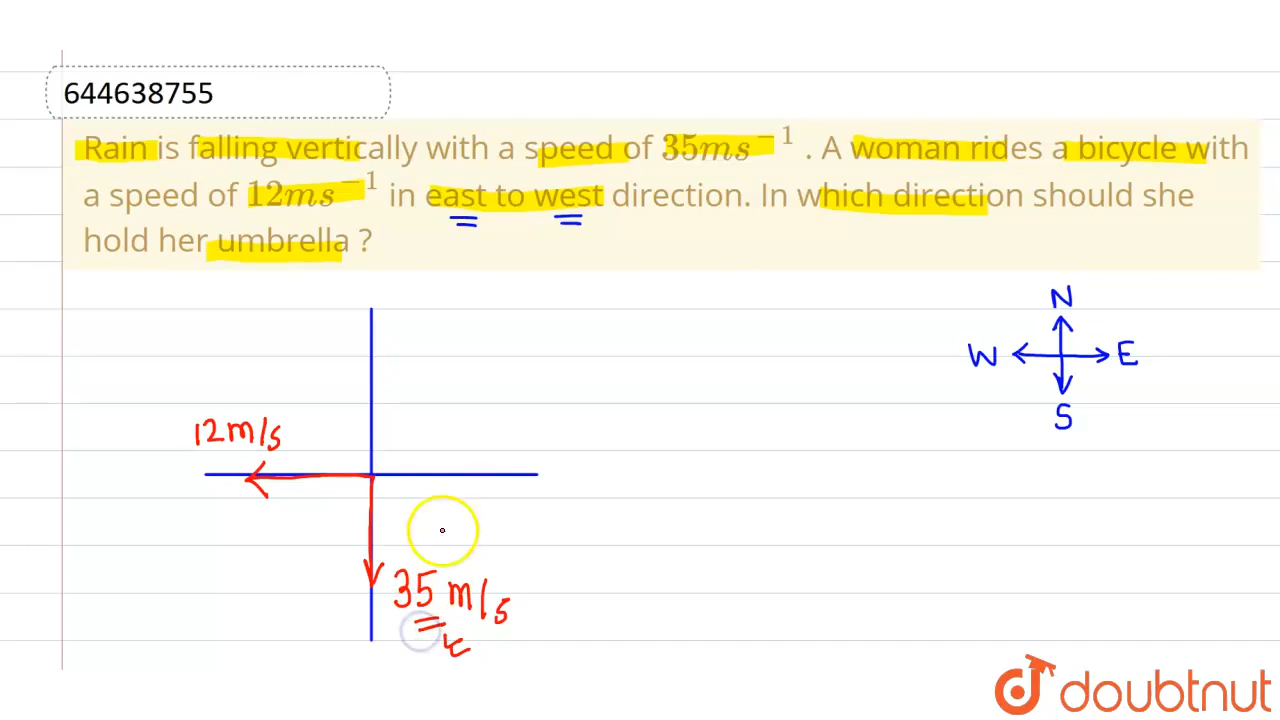 644638755
Rain is falling vertically with a speed of 35ms⁻¹ . A woman rides a bicycle with
a speed of 12ms⁻¹ in east to west direction. In which direction should she
hold her umbrella ?
N
W E
S
12m/s
35 m/s
doubtnut